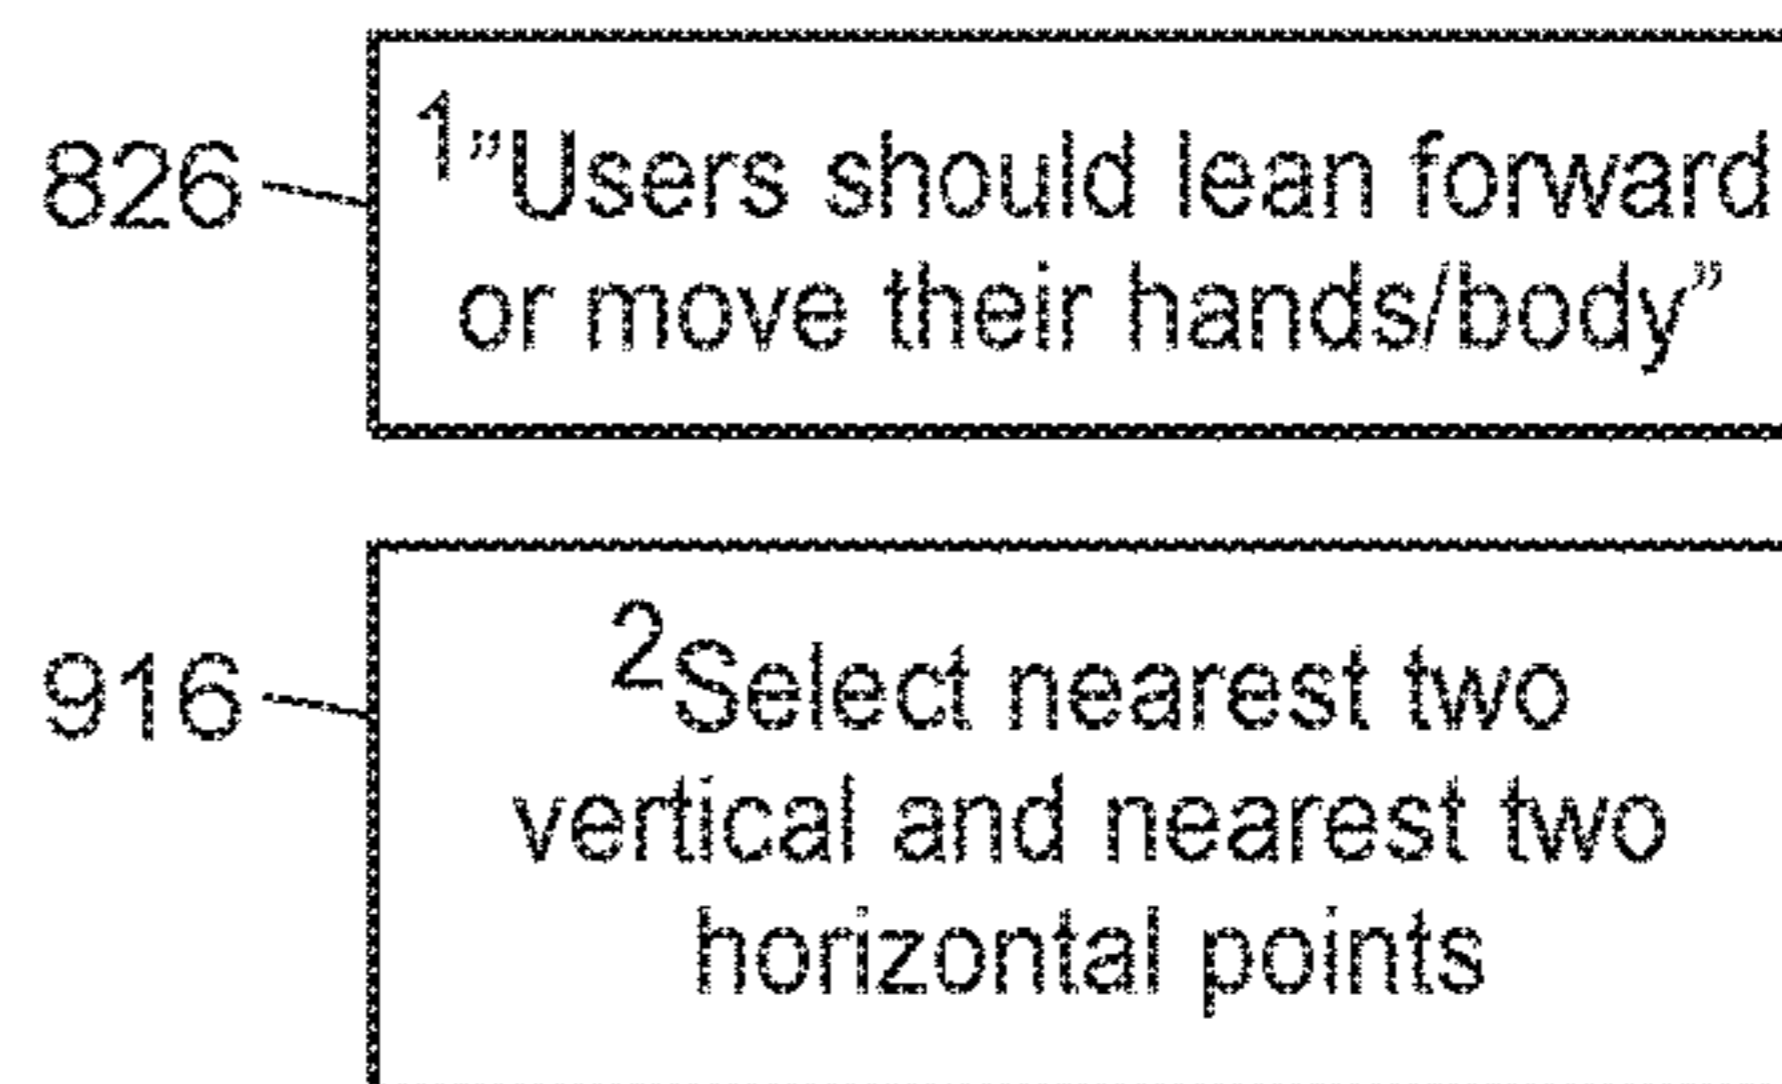 826
¹”Users should lean forward
or move their hands/body”
916
²Select nearest two
vertical and nearest two
horizontal points